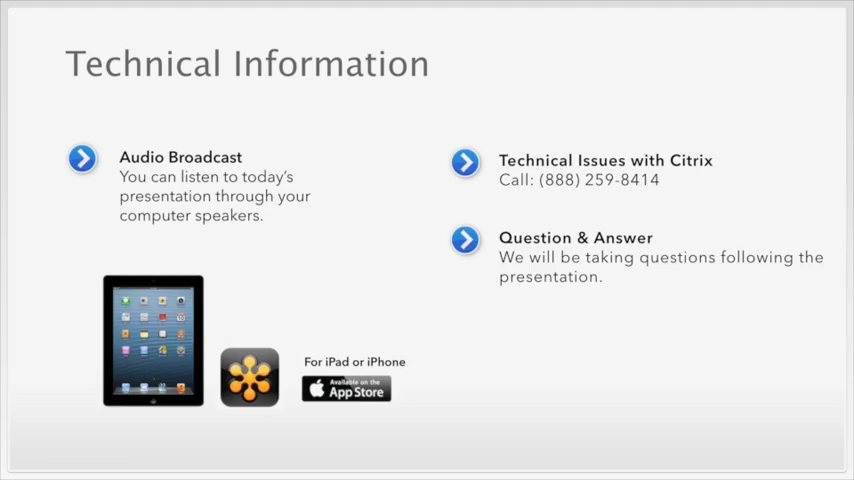 Technical Information
Audio Broadcast
You can listen to today's
presentation through your
computer speakers.
Technical Issues with Citrix
Call: (888) 259-8414
Question & Answer
We will be taking questions following the
presentation.
For iPad or iPhone
Available on the
App Store